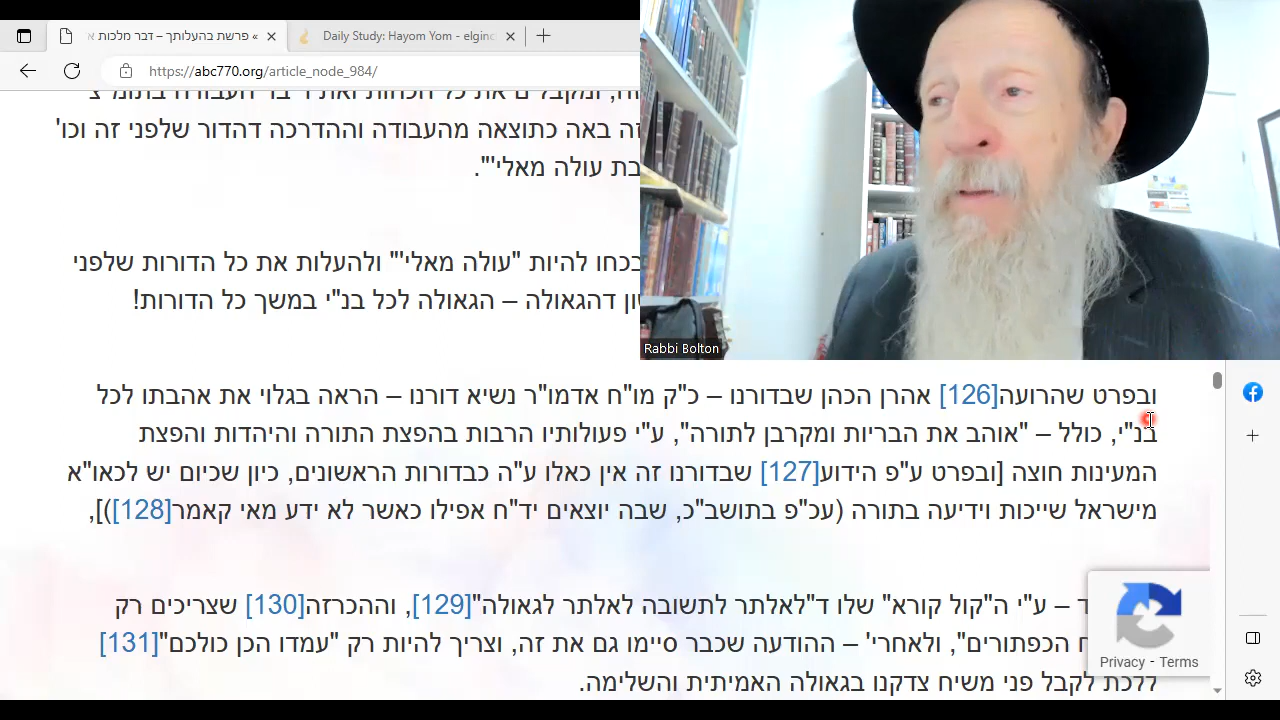 » פרשת בהעלותך – דבר מלכות א
Daily Study: Hayom Yom - elginc
https://abc770.org/article_node_984/
זה באה כתוצאה מהעבודה וההדרכה דהדור שלפני זה וכו'
בת עולה מאלי'".
בכחו להיות "עולה מאלי'" ולהעלות את כל הדורות שלפני
שון דהגאולה – הגאולה לכל בנ"י במשך כל הדורות!
Rabbi Bolton
ובפרט שהרועה[126] אהרן הכהן שבדורנו – כ"ק מו"ח אדמו"ר נשיא דורנו – הראה בגלוי את אהבתו לכל
בנ"י, כולל – "אוהב את הבריות ומקרבן לתורה", ע"י פעולותיו הרבות בהפצת התורה והיהדות והפצת
המעינות חוצה [ובפרט ע"פ הידוע[127] שבדורנו זה אין כאלו ע"ה כבדורות הראשונים, כיון שכיום יש לכאו"א
מישראל שייכות וידיעה בתורה (עכ"פ בתושב"כ, שבה יוצאים יד"ח אפילו כאשר לא ידע מאי קאמר[128])],
ד – ע"י ה"קול קורא" שלו ד"לאלתר לתשובה לאלתר לגאולה"[129], וההכרזה[130] שצריכים רק
ח הכפתורים", ולאחרי' – ההודעה שכבר סיימו גם את זה, וצריך להיות רק "עמדו הכן כולכם"[131]
ללכת לקבל פני משיח צדקנו בגאולה האמיתית והשלימה.
Privacy - Terms